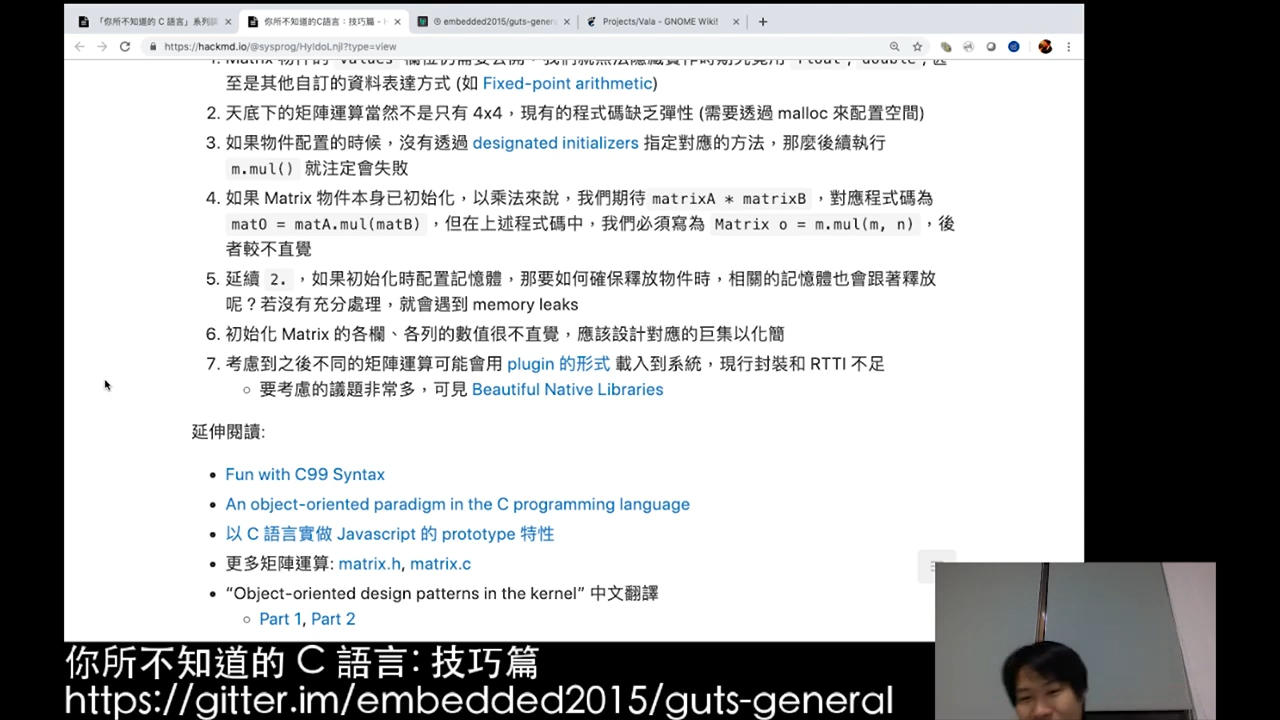 「你所不知道的 C 語言」系列講
你所不知道的C語言：技巧篇 - H
embedded2015/guts-general
Projects/Vala - GNOME Wiki!
https://hackmd.io/@sysprog/HyIdoLnjl?type=view
至是其他自訂的資料表達方式 (如 Fixed-point arithmetic)
2. 天底下的矩陣運算當然不是只有 4x4，現有的程式碼缺乏彈性 (需要透過 malloc 來配置空間)
3. 如果物件配置的時候，沒有透過 designated initializers 指定對應的方法，那麼後續執行
m.mul() 就注定會失敗
4. 如果 Matrix 物件本身已初始化，以乘法來說，我們期待 matrixA * matrixB ，對應程式碼為
matO = matA.mul(matB) ，但在上述程式碼中，我們必須寫為 Matrix o = m.mul(m, n) ，後
者較不直覺
5. 延續 2. ，如果初始化時配置記憶體，那要如何確保釋放物件時，相關的記憶體也會跟著釋放
呢？若沒有充分處理，就會遇到 memory leaks
6. 初始化 Matrix 的各欄、各列的數值很不直覺，應該設計對應的巨集以化簡
7. 考慮到之後不同的矩陣運算可能會用 plugin 的形式 載入到系統，現行封裝和 RTTI 不足
要考慮的議題非常多，可見 Beautiful Native Libraries
延伸閱讀:
Fun with C99 Syntax
An object-oriented paradigm in the C programming language
以 C 語言實做 Javascript 的 prototype 特性
更多矩陣運算: matrix.h, matrix.c
“Object-oriented design patterns in the kernel” 中文翻譯
Part 1, Part 2
你所不知道的 C 語言: 技巧篇
https://gitter.im/embedded2015/guts-general